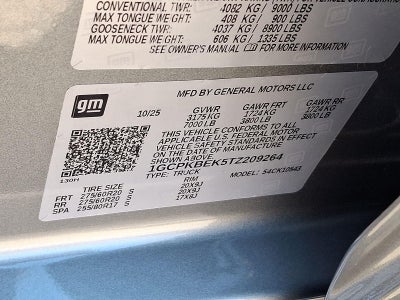 CONVENTIONAL TWR: 4082 KG / 9000 LBS
MAX TONGUE WEIGHT: 408 KG / 900 LBS
GOOSENECK TWR: 4037 KG / 8900 LBS
MAX TONGUE WEIGHT: 606 KG / 1335 LBS
SEE OWNER'S MANUAL FOR MORE INFORMATION
gm
MFD BY GENERAL MOTORS LLC
10/25 GVWR GAWR FRT GAWR RR
3175 KG 1724 KG 1724 KG
7000 LB 3800 LB 3800 LB
THIS VEHICLE CONFORMS TO ALL
APPLICABLE U.S. FEDERAL MOTOR
VEHICLE SAFETY STANDARDS IN EFFECT
ON THE DATE OF MANUFACTURE
1GCPKBEK5TZ209264
TYPE: TRUCK MODEL: S4CK10543
130H
TIRE SIZE RIM
FRT 275/60R20 S 20X9J
RR 275/60R20 S 20X9J
SPA 255/80R17 S 17X8J